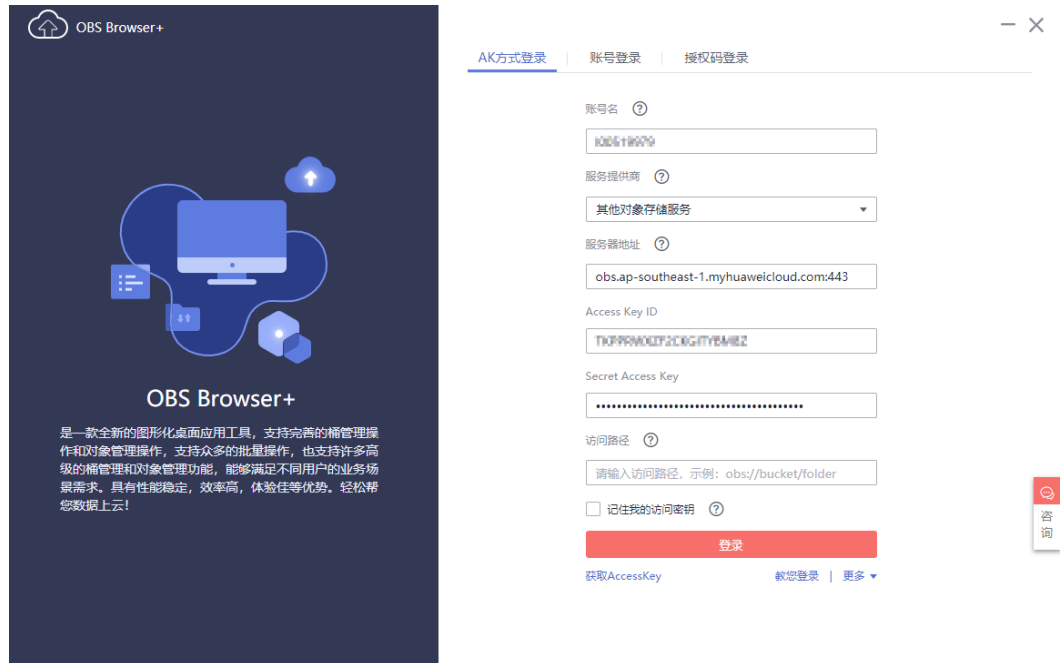 OBS Browser+
AK方式登录
账号登录
授权码登录
账号名
服务提供商
其他对象存储服务
服务器地址
obs.ap-southeast-1.myhuaweicloud.com:443
Access Key ID
Secret Access Key
访问路径
请输入访问路径，示例：obs://bucket/folder
记住我的访问密钥
登录
获取AccessKey
教您登录 | 更多
OBS Browser+
是一款全新的图形化桌面应用工具，支持完善的桶管理操
作和对象管理操作，支持众多的批量操作，也支持许多高
级的桶管理和对象管理功能，能够满足不同用户的业务场
景需求。具有性能稳定，效率高，体验佳等优势。轻松帮
您数据上云！
咨
询